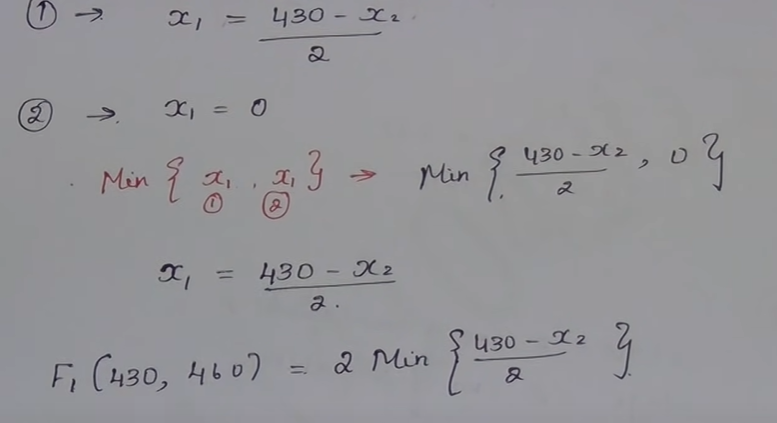 ① → x₁ = (430 - x₂)/2
② → x₁ = 0
. Min { x₁ ①, x₁ ② } → Min { (430 - x₂)/2, 0 }
x₁ = (430 - x₂)/2.
F₁ (430, 460) = 2 Min { (430 - x₂)/2 }